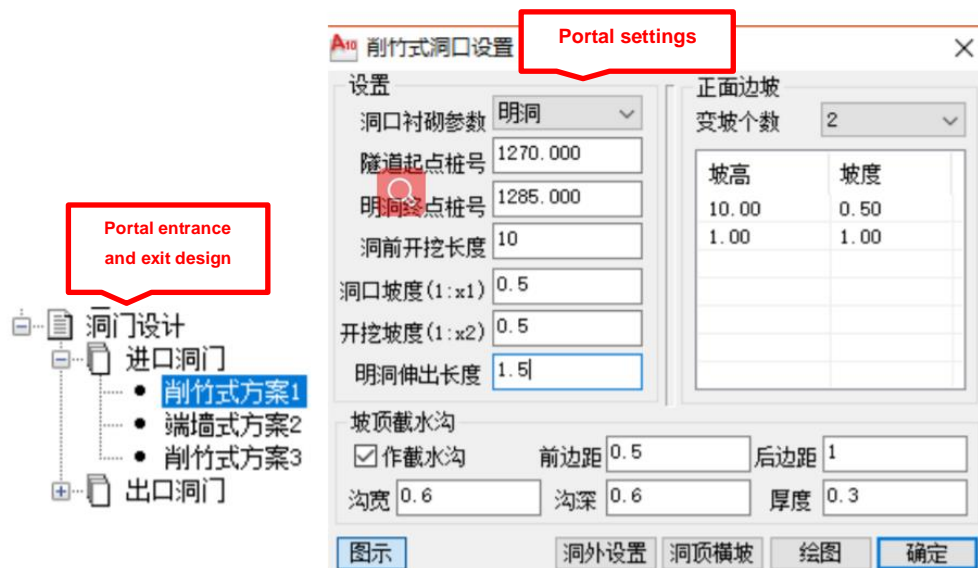 Portal settings
A10 削竹式洞口设置
设置
洞口衬砌参数 明洞
隧道起点桩号 1270.000
明洞终点桩号 1285.000
洞前开挖长度 10
洞口坡度(1:x1) 0.5
开挖坡度(1:x2) 0.5
明洞伸出长度 1.5
正面边坡
变坡个数 2
坡高 坡度
10.00 0.50
1.00 1.00
坡顶截水沟
作截水沟 前边距 0.5 后边距 1
沟宽 0.6 沟深 0.6 厚度 0.3
图示 洞外设置 洞顶横坡 绘图 确定
Portal entrance
and exit design
洞门设计
进口洞门
削竹式方案1
端墙式方案2
削竹式方案3
出口洞门